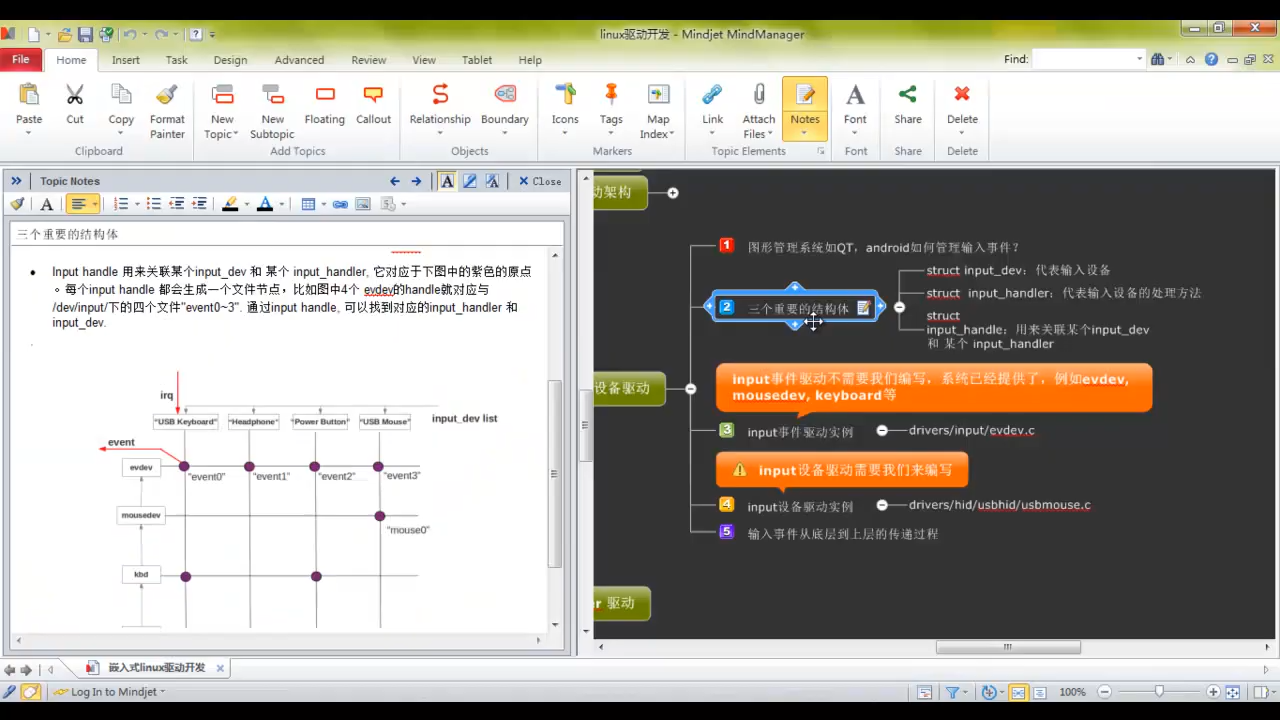 linux驱动开发 - Mindjet MindManager
File
Home
Insert
Task
Design
Advanced
Review
View
Tablet
Help
Find:
Paste
Cut
Copy
Format Painter
New Topic
New Subtopic
Floating
Callout
Relationship
Boundary
Icons
Tags
Map Index
Link
Attach Files
Notes
Font
Share
Delete
Clipboard
Add Topics
Objects
Markers
Topic Elements
Font
Share
Delete
Topic Notes
Close
三个重要的结构体
Input handle 用来关联某个input_dev 和 某个 input_handler, 它对应于下图中的紫色的原点
。每个input handle 都会生成一个文件节点，比如图中4个 evdev的handle就对应与
/dev/input/下的四个文件"event0~3". 通过input handle, 可以找到对应的input_handler 和
input_dev.
irq
"USB Keyboard"
"Headphone"
"Power Button"
"USB Mouse"
input_dev list
event
evdev
"event0"
"event1"
"event2"
"event3"
mousedev
"mouse0"
kbd
动架构
1 图形管理系统如QT，android如何管理输入事件？
2 三个重要的结构体
struct input_dev：代表输入设备
struct input_handler：代表输入设备的处理方法
struct
input_handle：用来关联某个input_dev
和 某个 input_handler
设备驱动
input事件驱动不需要我们编写，系统已经提供了，例如evdev,
mousedev, keyboard等
3 input事件驱动实例
drivers/input/evdev.c
input设备驱动需要我们来编写
4 input设备驱动实例
drivers/hid/usbhid/usbmouse.c
5 输入事件从底层到上层的传递过程
r 驱动
嵌入式linux驱动开发
Log In to Mindjet
100%